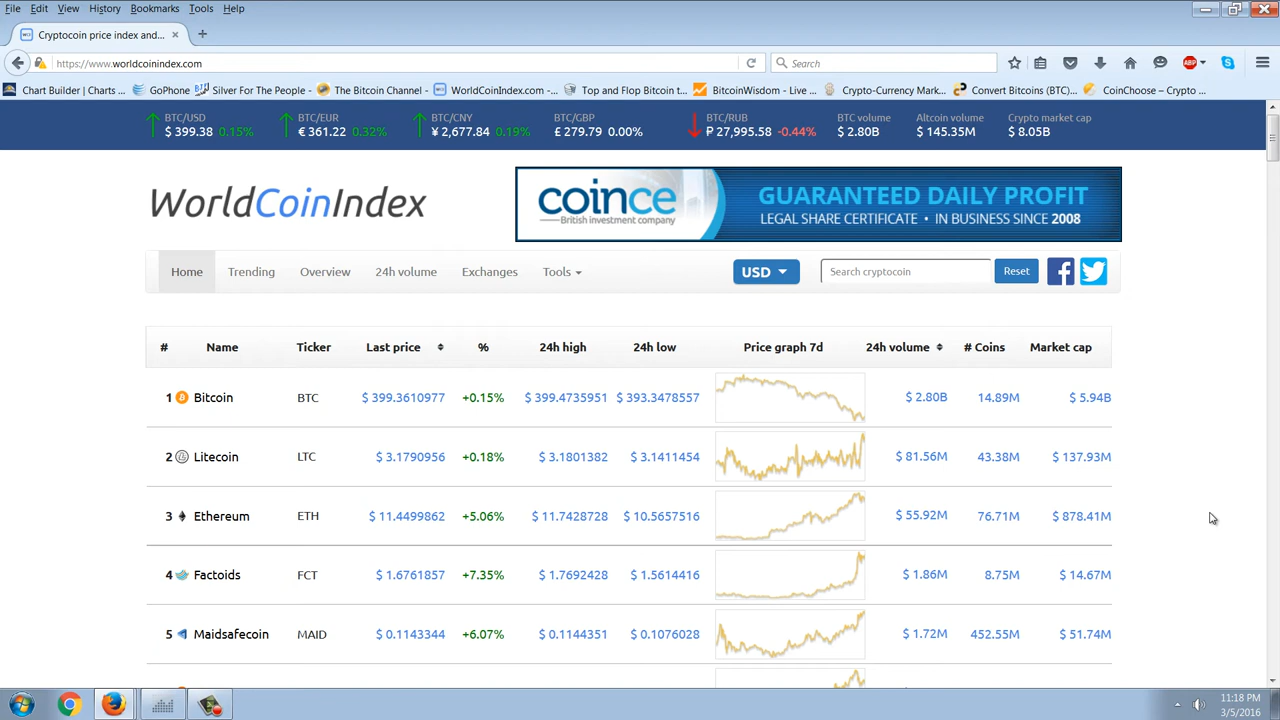 File Edit View History Bookmarks Tools Help
Cryptocoin price index and...
https://www.worldcoinindex.com
Search
ABP
Chart Builder | Charts ... GoPhone Silver For The People - The Bitcoin Channel - WorldCoinIndex.com -... Top and Flop Bitcoin t... BitcoinWisdom - Live ... Crypto-Currency Mark... Convert Bitcoins (BTC)... CoinChoose – Crypto ...
BTC/USD BTC/EUR BTC/CNY BTC/GBP BTC/RUB BTC volume Altcoin volume Crypto market cap
$ 399.38 0.15% € 361.22 0.32% ¥ 2,677.84 0.19% £ 279.79 0.00% ₽ 27,995.58 -0.44% $ 2.80B $ 145.35M $ 8.05B
WorldCoinIndex
coince
British investment company
GUARANTEED DAILY PROFIT
LEGAL SHARE CERTIFICATE • IN BUSINESS SINCE 2008
Home Trending Overview 24h volume Exchanges Tools USD Search cryptocoin Reset
# Name Ticker Last price % 24h high 24h low Price graph 7d 24h volume # Coins Market cap
1 Bitcoin BTC $ 399.3610977 +0.15% $ 399.4735951 $ 393.3478557 $ 2.80B 14.89M $ 5.94B
2 Litecoin LTC $ 3.1790956 +0.18% $ 3.1801382 $ 3.1411454 $ 81.56M 43.38M $ 137.93M
3 Ethereum ETH $ 11.4499862 +5.06% $ 11.7428728 $ 10.5657516 $ 55.92M 76.71M $ 878.41M
4 Factoids FCT $ 1.6761857 +7.35% $ 1.7692428 $ 1.5614416 $ 1.86M 8.75M $ 14.67M
5 Maidsafecoin MAID $ 0.1143344 +6.07% $ 0.1144351 $ 0.1076028 $ 1.72M 452.55M $ 51.74M
11:18 PM
3/5/2016